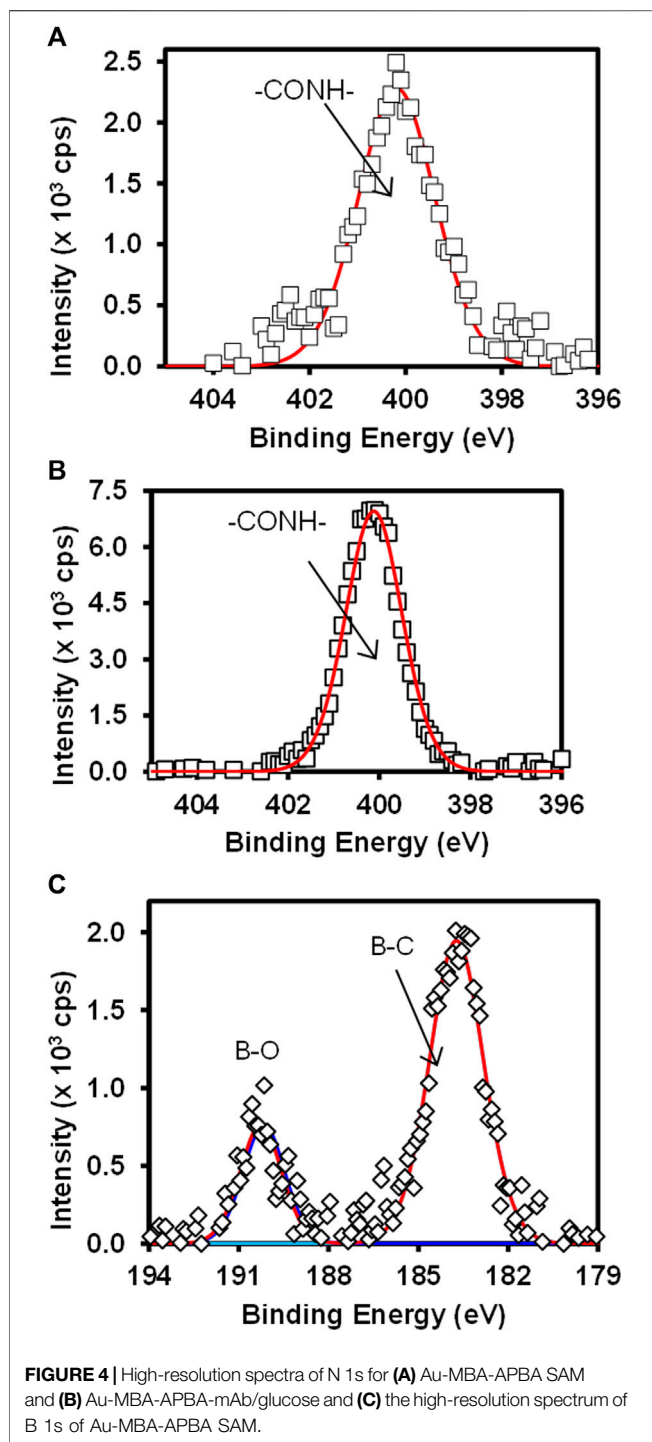 A
2.5
2.0
1.5
1.0
0.5
0.0
Intensity (x 10³ cps)
-CONH-
404 402 400 398 396
Binding Energy (eV)
B
7.5
6.0
4.5
3.0
1.5
0.0
Intensity (x 10³ cps)
-CONH-
404 402 400 398 396
Binding Energy (eV)
C
2.0
1.5
1.0
0.5
0.0
Intensity (x 10³ cps)
B-C
B-O
194 191 188 185 182 179
Binding Energy (eV)
FIGURE 4 | High-resolution spectra of N 1s for (A) Au-MBA-APBA SAM
and (B) Au-MBA-APBA-mAb/glucose and (C) the high-resolution spectrum of
B 1s of Au-MBA-APBA SAM.